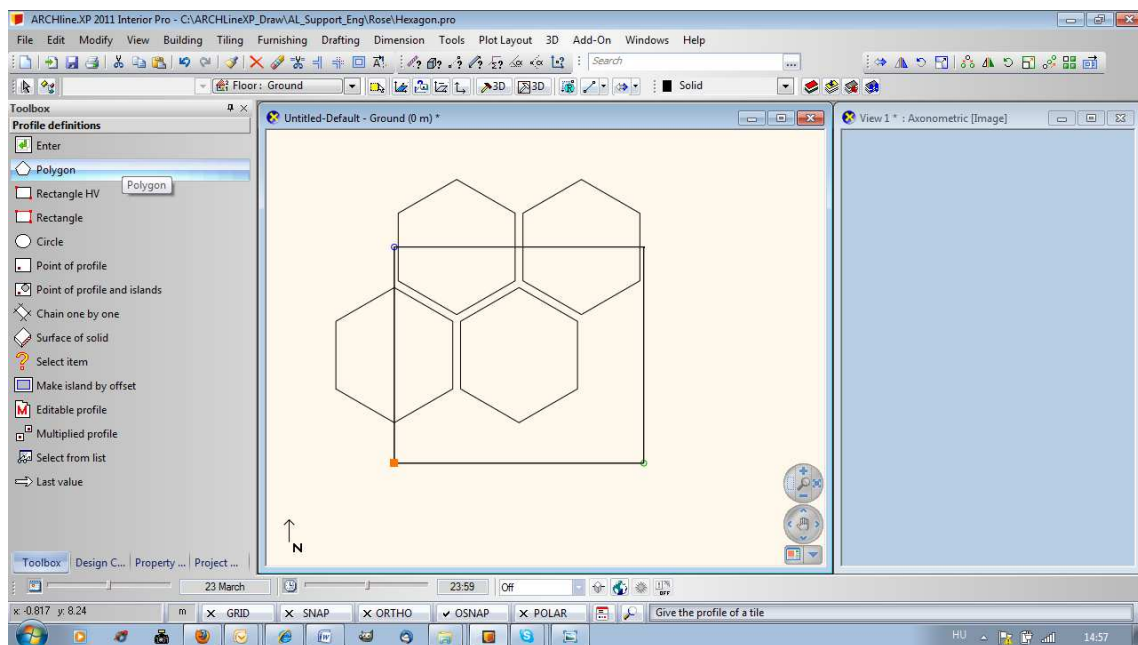 ARCHline.XP 2011 Interior Pro - C:\ARCHLineXP_Draw\AL_Support_Eng\Rose\Hexagon.pro
File Edit Modify View Building Tiling Furnishing Drafting Dimension Tools Plot Layout 3D Add-On Windows Help
Search
Floor: Ground 3D 3D Solid
Toolbox
Profile definitions
Enter
Polygon
Polygon
Rectangle HV
Rectangle
Circle
Point of profile
Point of profile and islands
Chain one by one
Surface of solid
Select item
Make island by offset
Editable profile
Multiplied profile
Select from list
Last value
Untitled-Default - Ground (0 m) *
N
View 1 * : Axonometric [Image]
Toolbox Design C... Property ... Project ...
23 March 23:59 Off OFF
x: -0.817 y: 8.24 m GRID SNAP ORTHO OSNAP POLAR Give the profile of a tile
HU 14:57